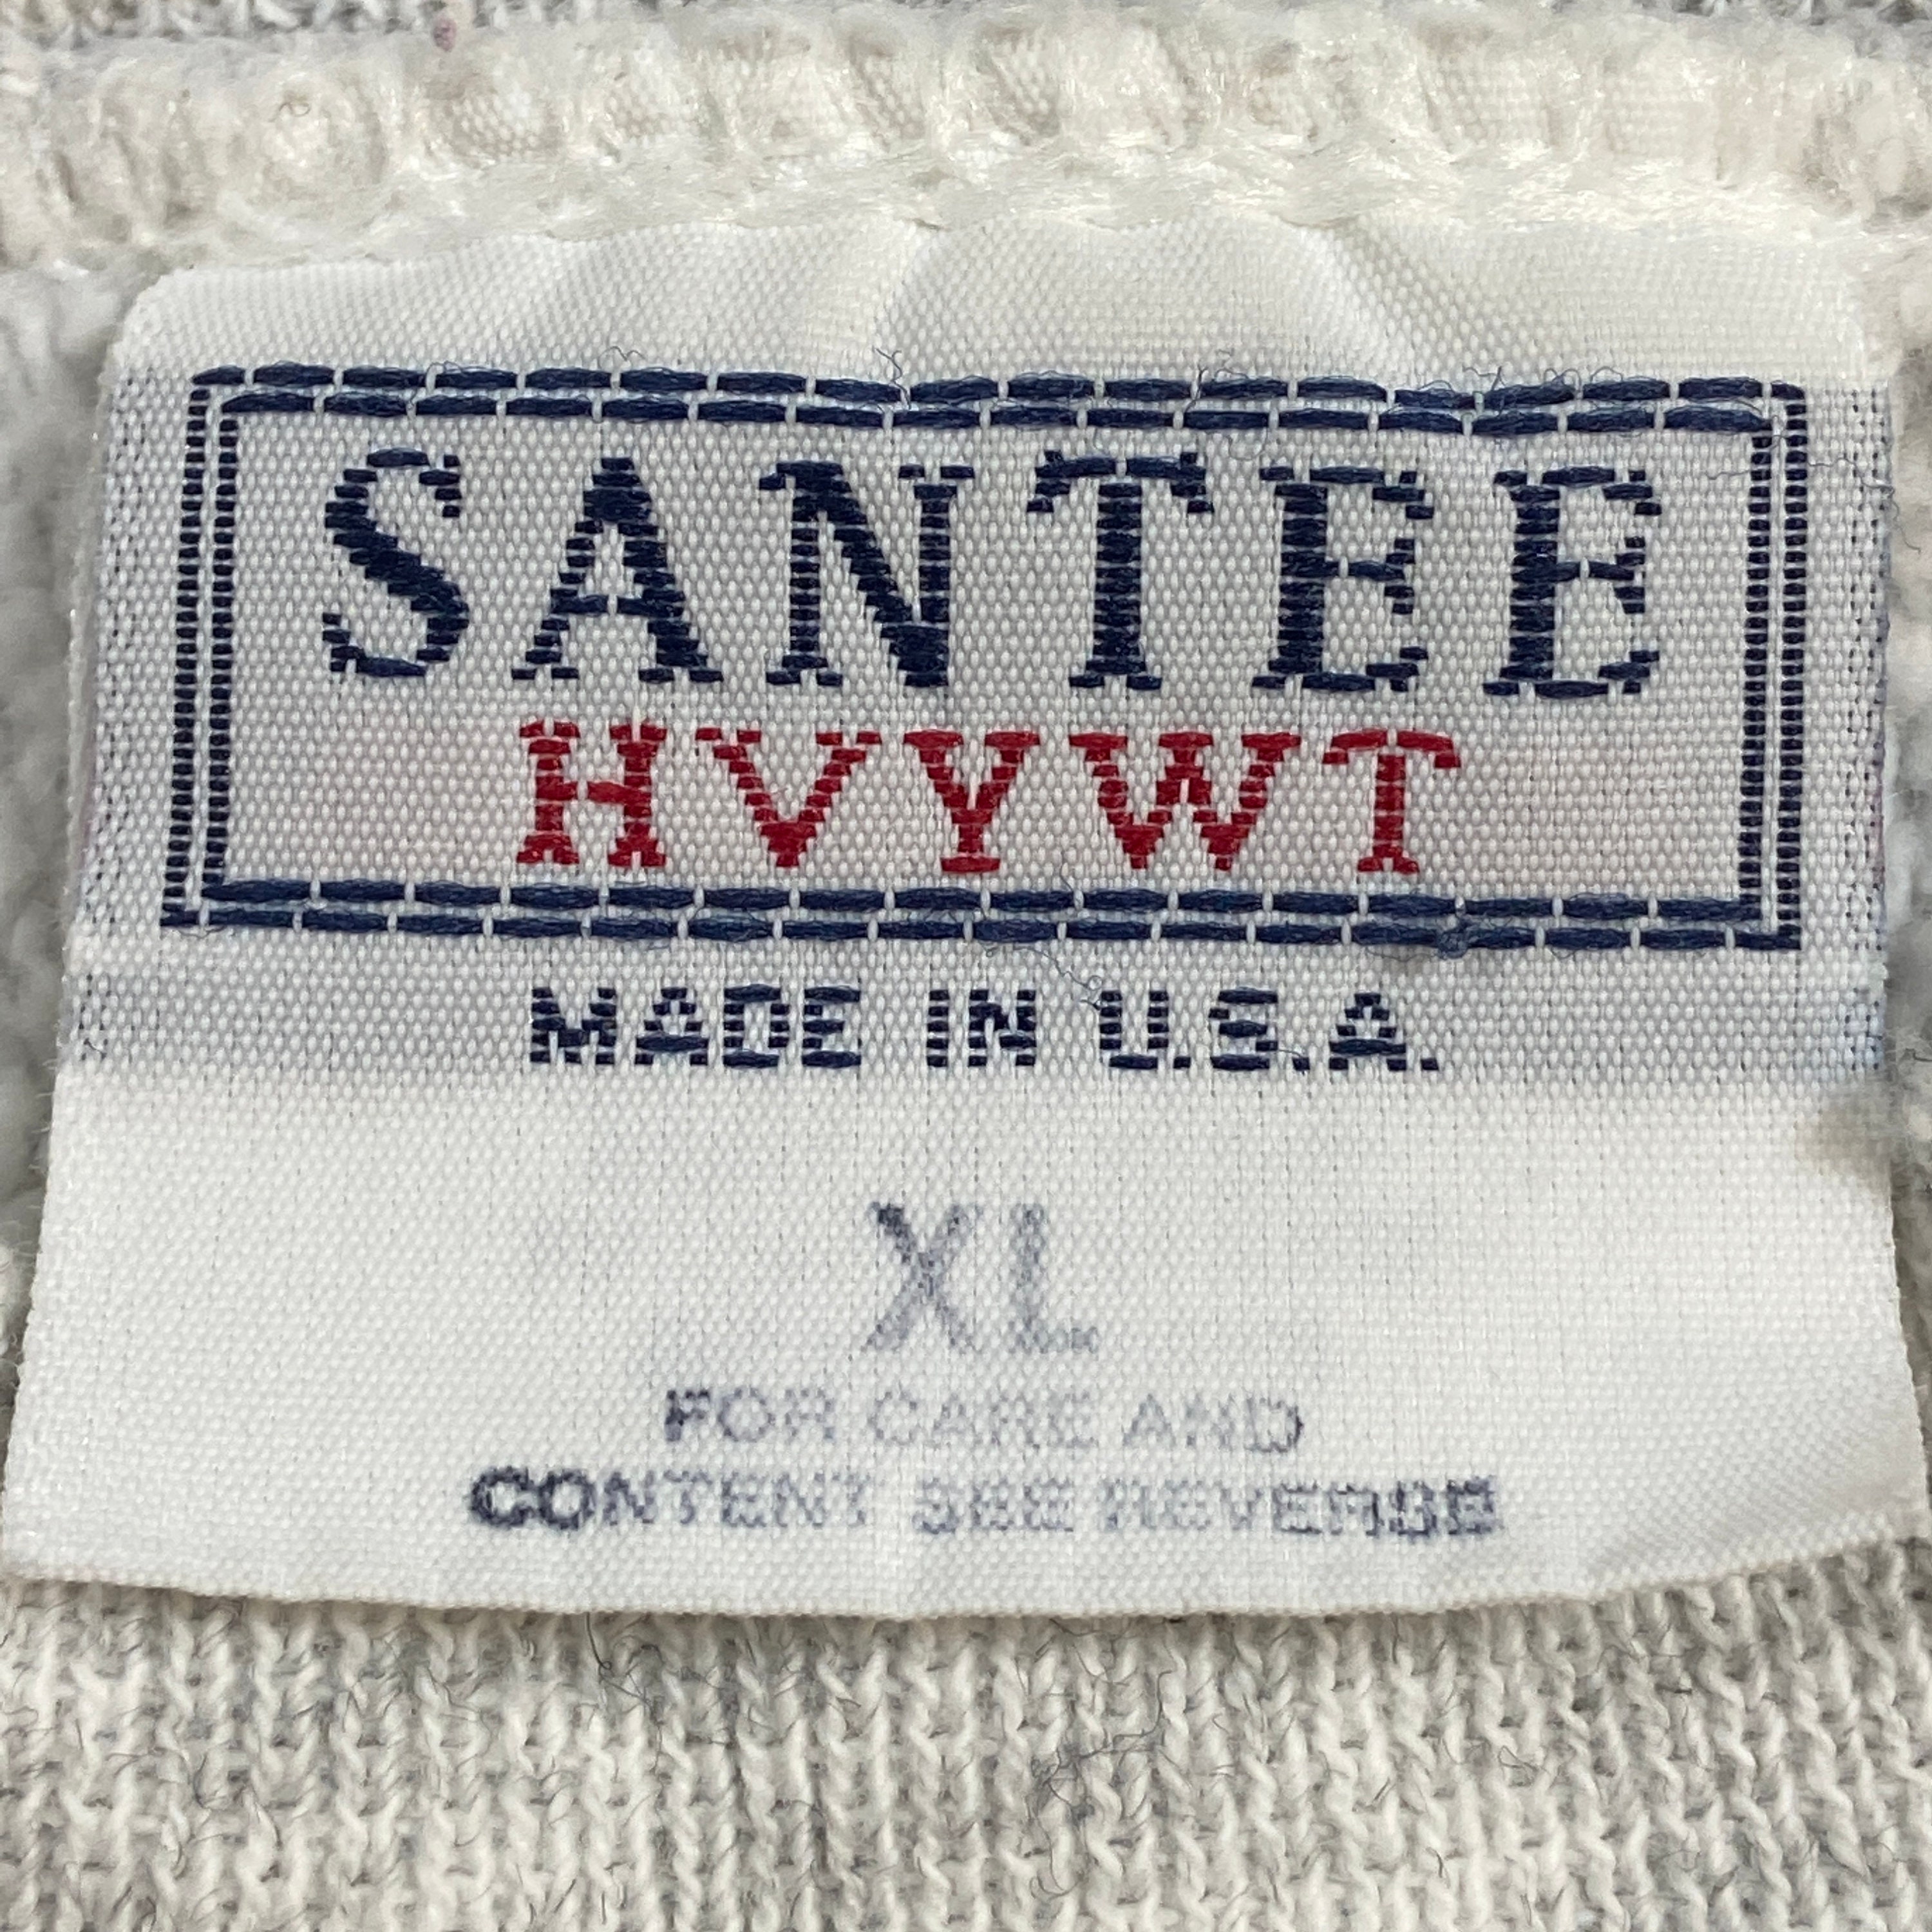 SANTEE
HVYWT
MADE IN U.S.A.
XL
FOR CARE AND
CONTENT SEE REVERSE